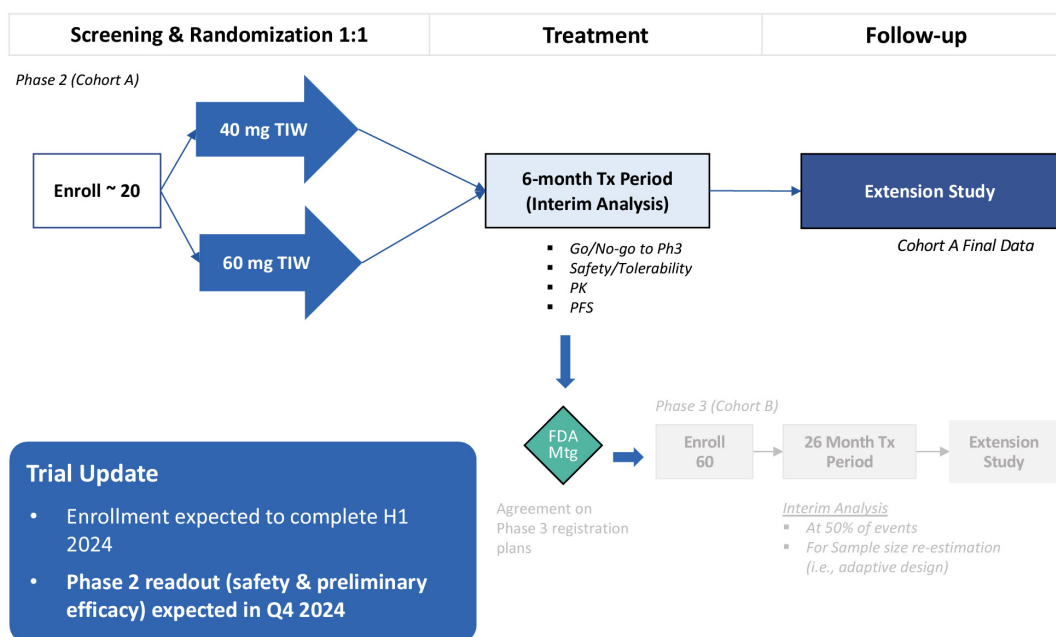 Screening & Randomization 1:1
Treatment
Follow-up
Phase 2 (Cohort A)
Enroll ~ 20
40 mg TIW
60 mg TIW
6-month Tx Period
(Interim Analysis)
▪ Go/No-go to Ph3
▪ Safety/Tolerability
▪ PK
▪ PFS
Extension Study
Cohort A Final Data
FDA
Mtg
Agreement on
Phase 3 registration
plans
Phase 3 (Cohort B)
Enroll
60
26 Month Tx
Period
Extension
Study
Interim Analysis
▪ At 50% of events
▪ For Sample size re-estimation
(i.e., adaptive design)
Trial Update
• Enrollment expected to complete H1
2024
• Phase 2 readout (safety & preliminary
efficacy) expected in Q4 2024